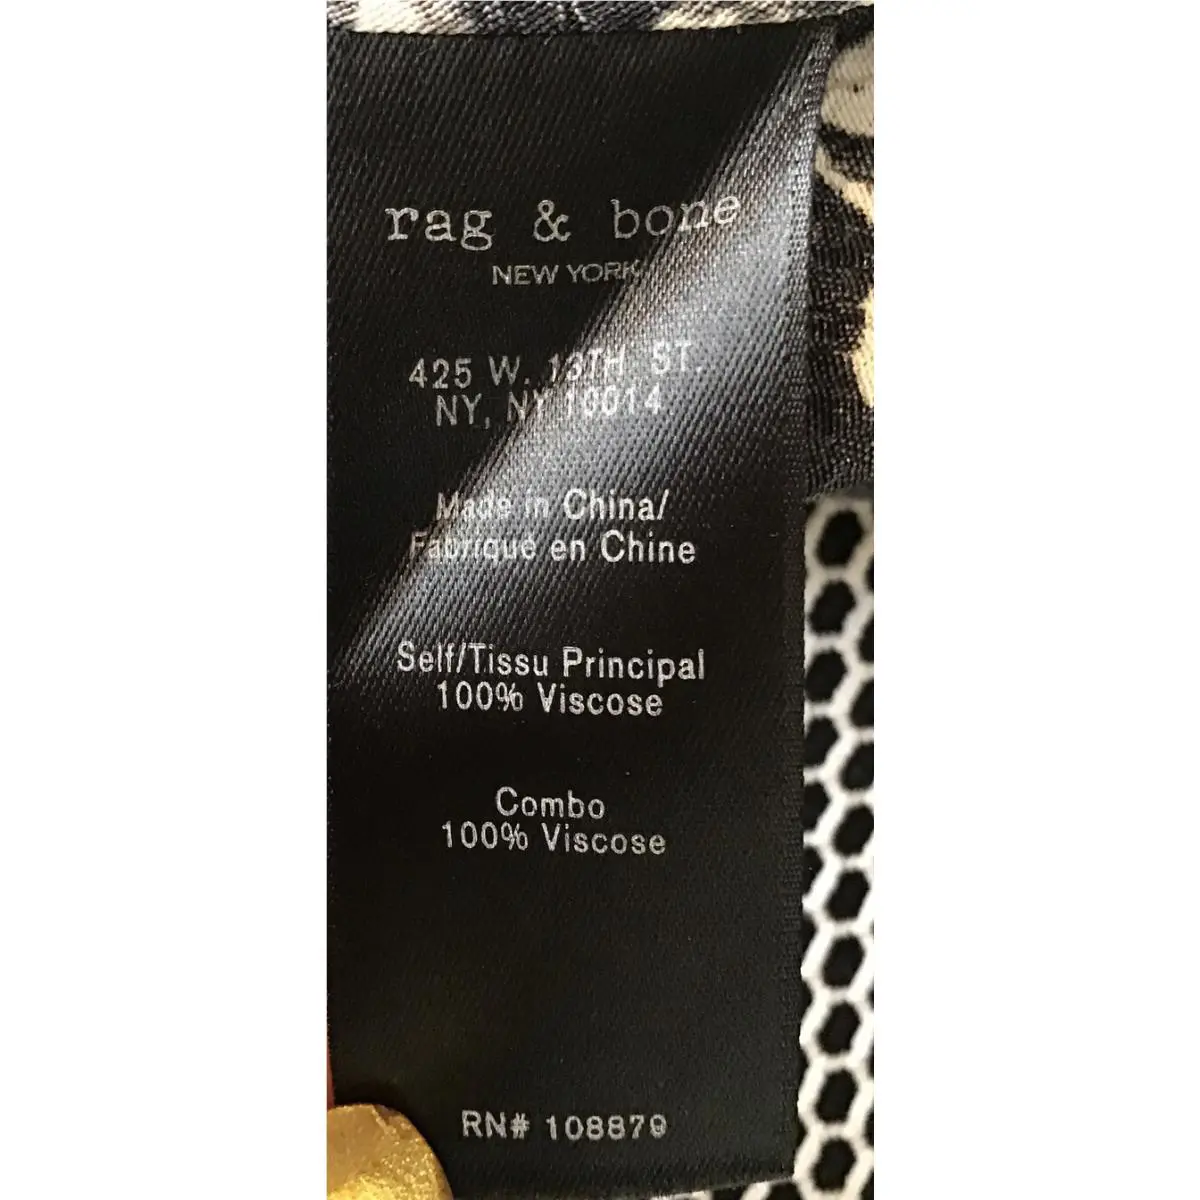 rag & bone
NEW YORK
425 W. 13TH. ST.
NY, NY 10014
Made in China/
Fabriqué en Chine
Self/Tissu Principal
100% Viscose
Combo
100% Viscose
RN# 108879